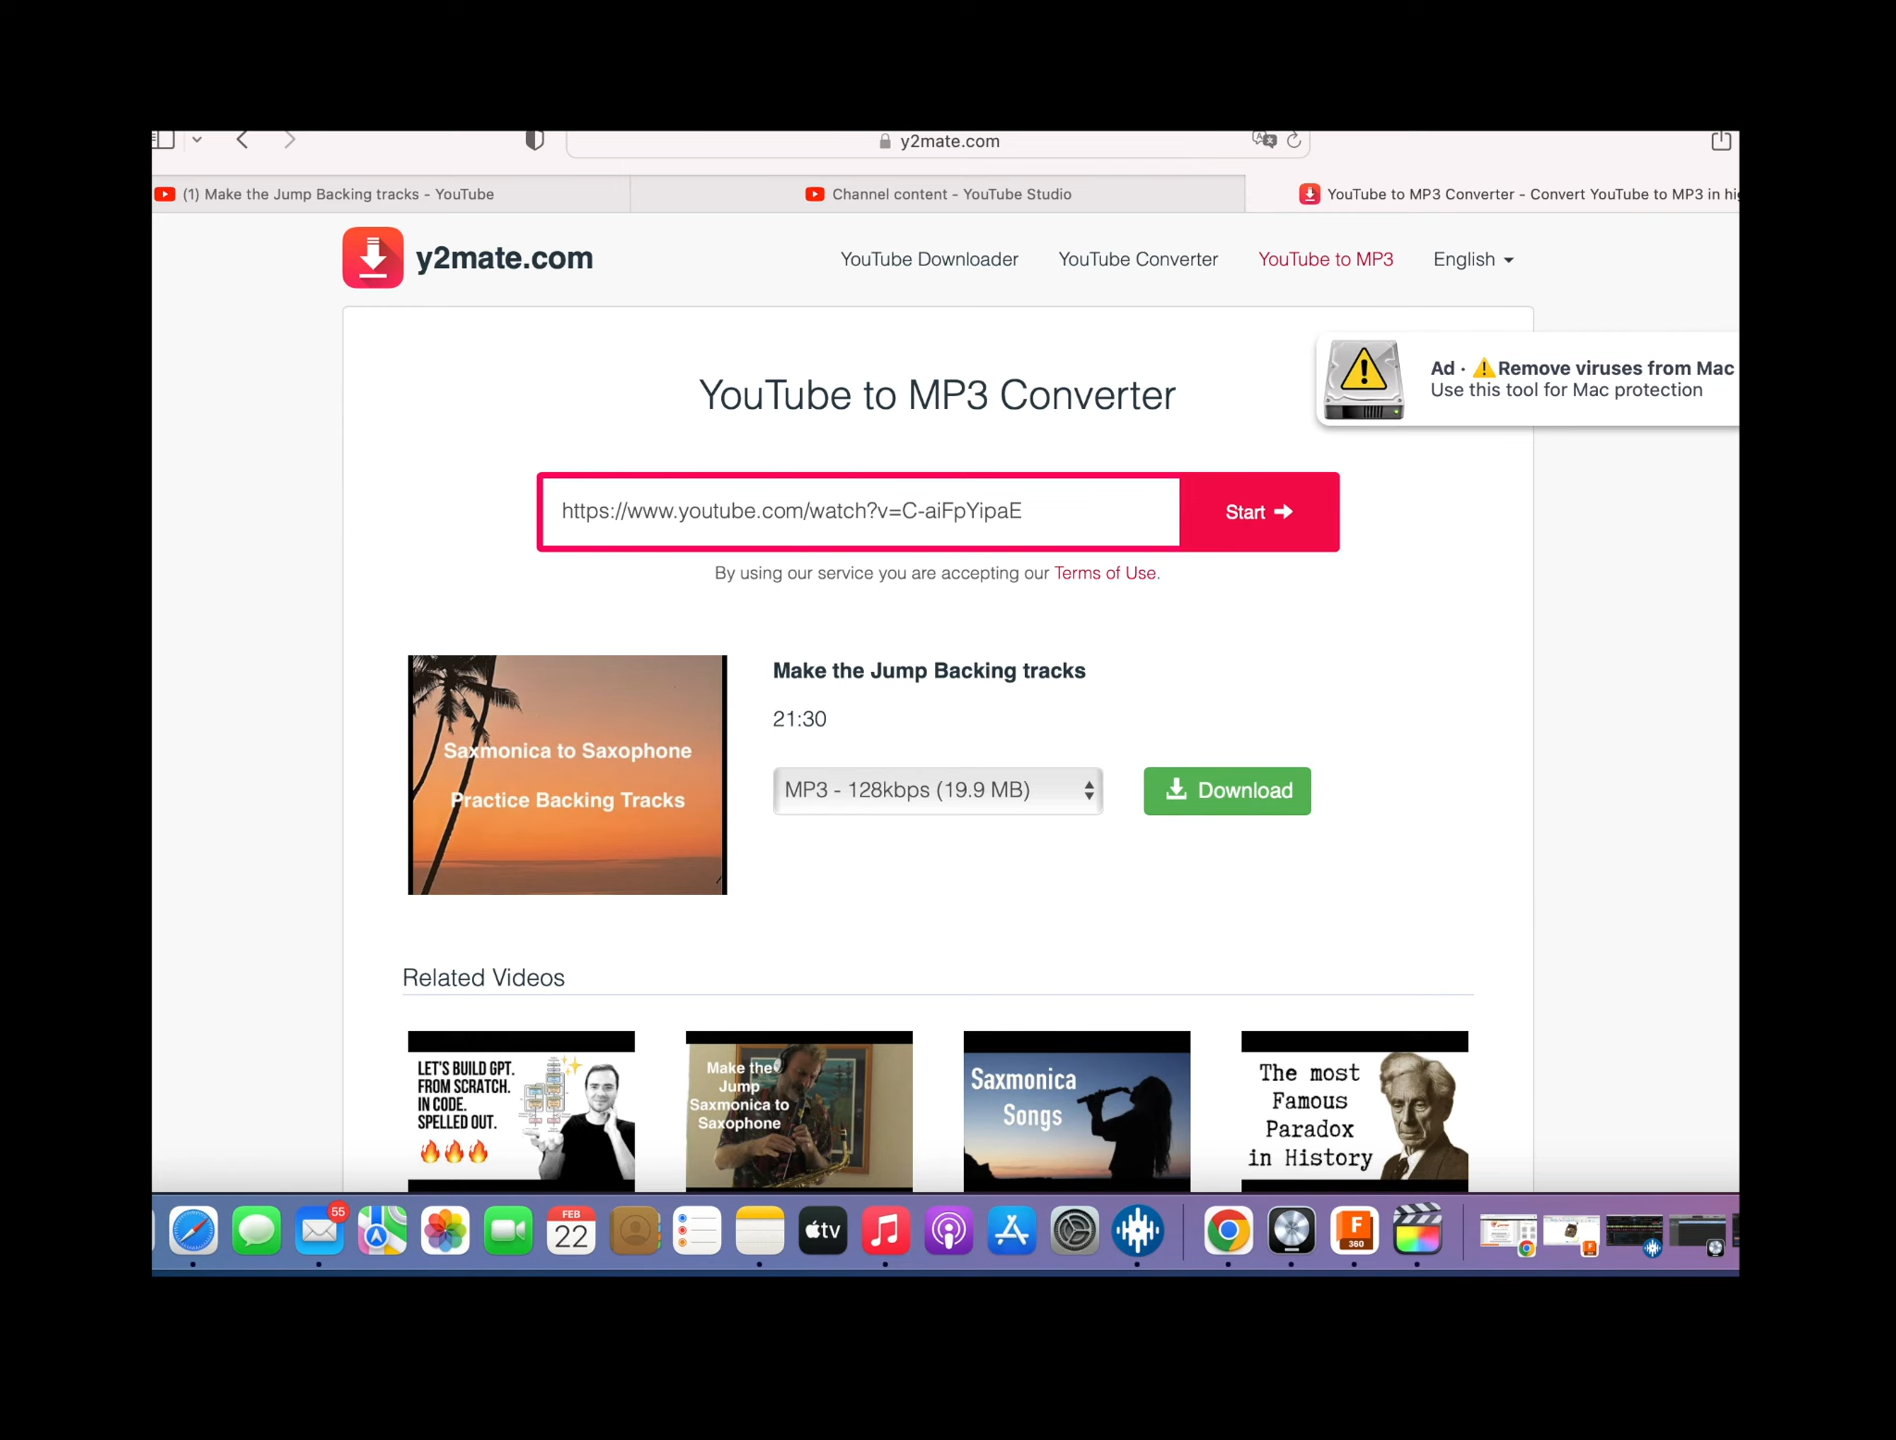 y2mate.com
(1) Make the Jump Backing tracks - YouTube
Channel content - YouTube Studio
YouTube to MP3 Converter - Convert YouTube to MP3 in hi
y2mate.com
YouTube Downloader
YouTube Converter
YouTube to MP3
English
YouTube to MP3 Converter
Ad · ⚠️Remove viruses from Mac
Use this tool for Mac protection
https://www.youtube.com/watch?v=C-aiFpYipaE
Start
By using our service you are accepting our Terms of Use.
Saxmonica to Saxophone
Practice Backing Tracks
Make the Jump Backing tracks
21:30
MP3 - 128kbps (19.9 MB)
Download
Related Videos
LET'S BUILD GPT.
FROM SCRATCH.
IN CODE.
SPELLED OUT.
Make the
Jump
Saxmonica to
Saxophone
Saxmonica
Songs
The most
Famous
Paradox
in History
55
FEB
22
tv
F
360